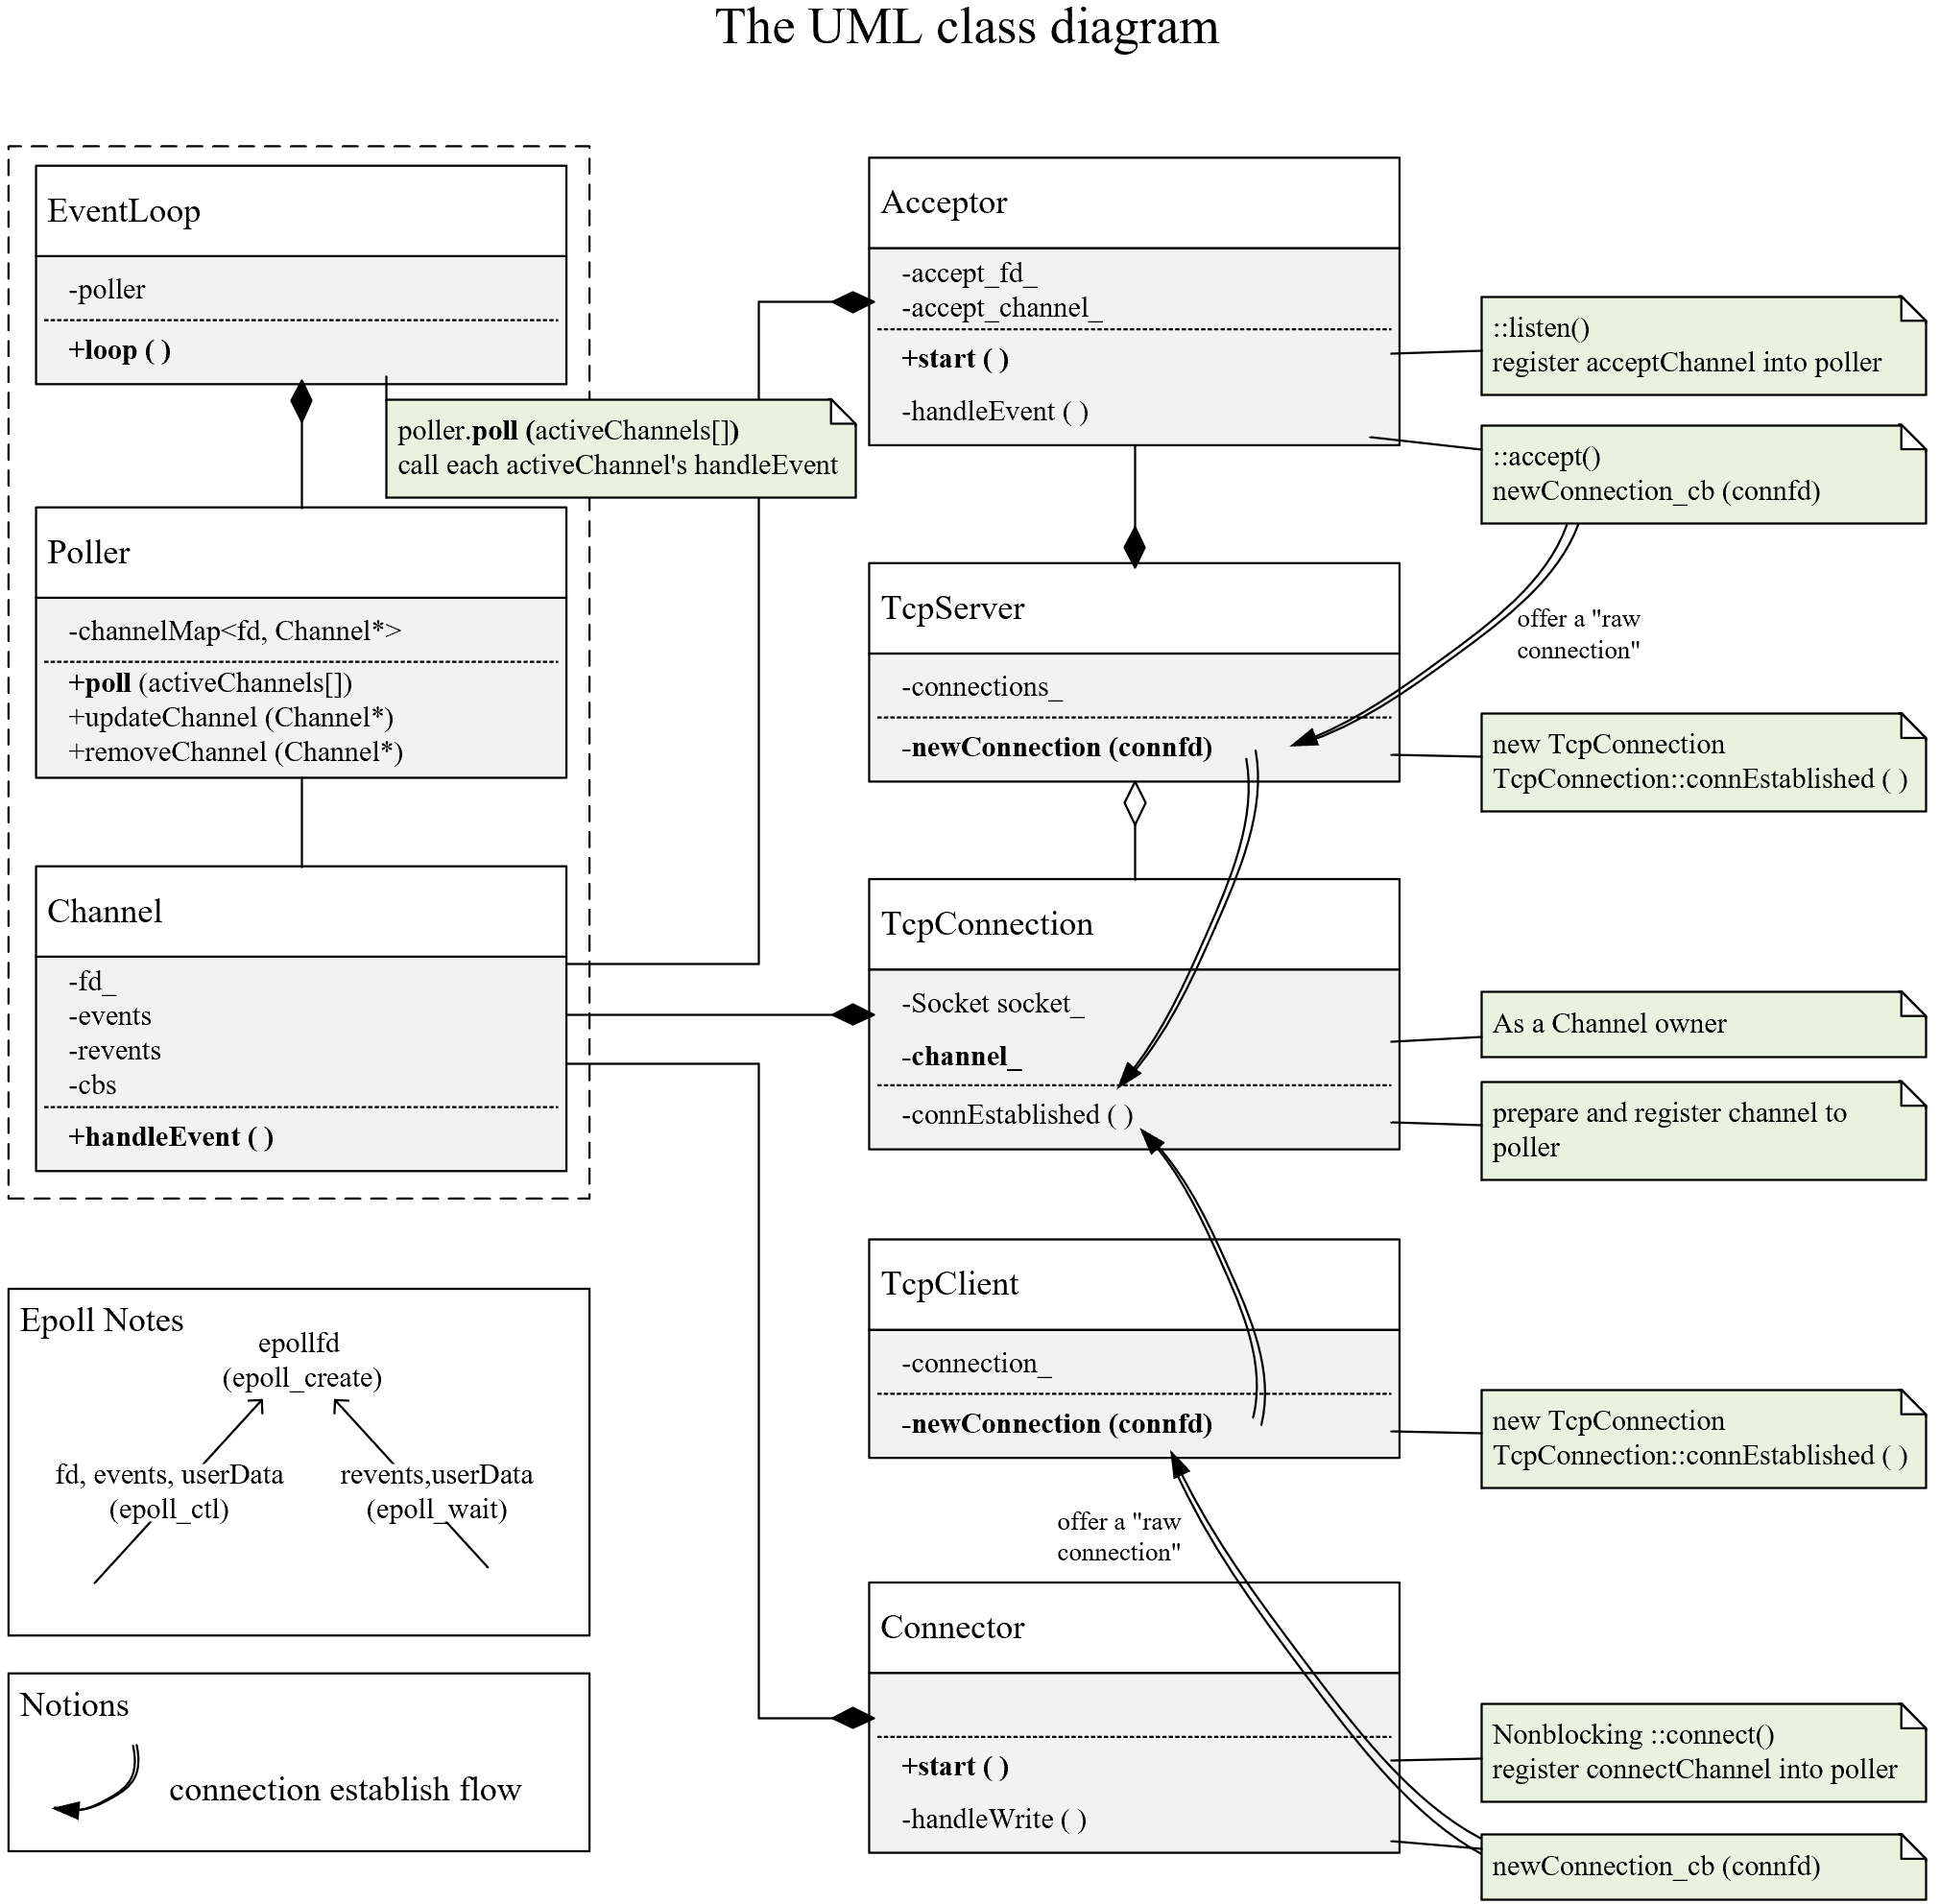 The UML class diagram
EventLoop
-poller
+loop ( )
poller.poll (activeChannels[])
call each activeChannel's handleEvent
Poller
-channelMap<fd, Channel*>
+poll (activeChannels[])
+updateChannel (Channel*)
+removeChannel (Channel*)
Channel
-fd_
-events
-revents
-cbs
+handleEvent ( )
Epoll Notes
epollfd
(epoll_create)
fd, events, userData
(epoll_ctl)
revents,userData
(epoll_wait)
Notions
connection establish flow
Acceptor
-accept_fd_
-accept_channel_
+start ( )
-handleEvent ( )
::listen()
register acceptChannel into poller
::accept()
newConnection_cb (connfd)
offer a "raw
connection"
TcpServer
-connections_
-newConnection (connfd)
new TcpConnection
TcpConnection::connEstablished ( )
TcpConnection
-Socket socket_
-channel_
-connEstablished ( )
As a Channel owner
prepare and register channel to
poller
TcpClient
-connection_
-newConnection (connfd)
new TcpConnection
TcpConnection::connEstablished ( )
offer a "raw
connection"
Connector
+start ( )
-handleWrite ( )
Nonblocking ::connect()
register connectChannel into poller
newConnection_cb (connfd)